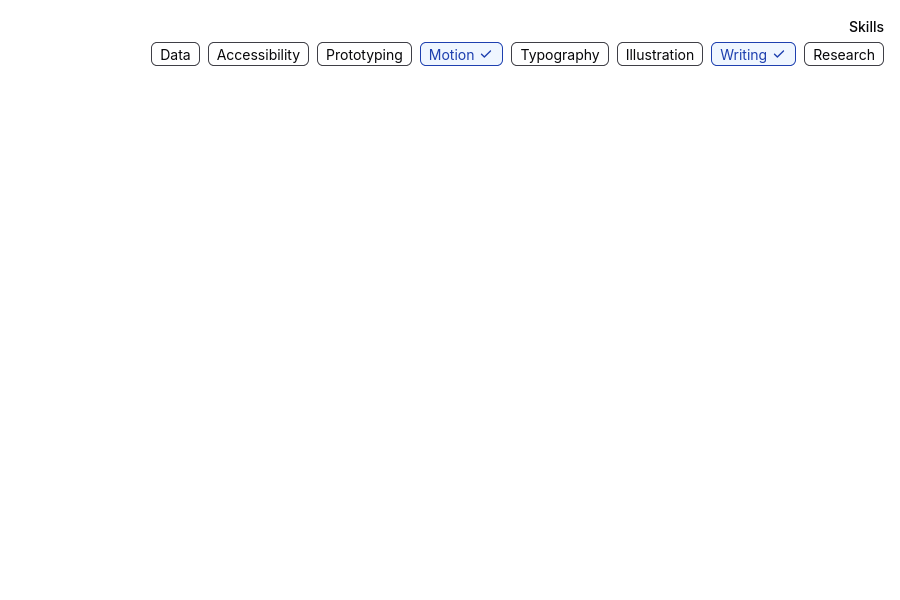 Skills
Data Accessibility Prototyping Motion Typography Illustration Writing Research